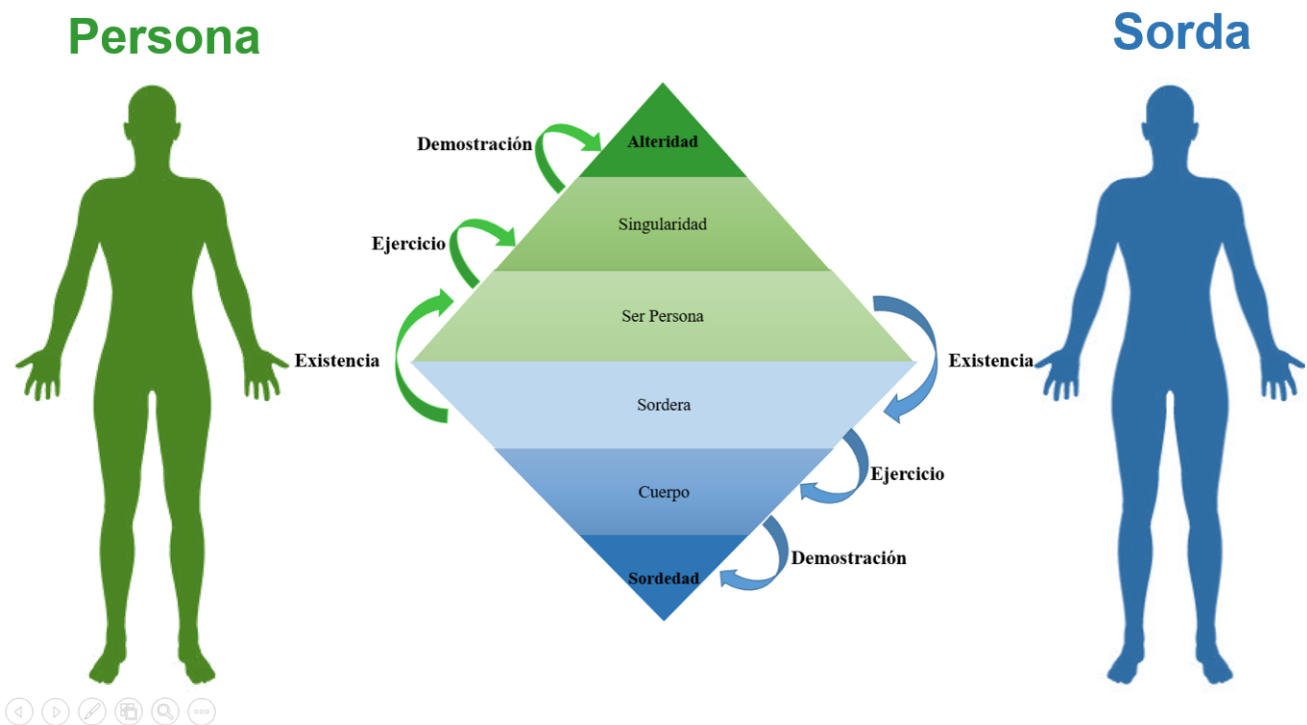 Persona
Sorda
Demostración
Alteridad
Singularidad
Ejercicio
Ser Persona
Existencia
Existencia
Sordera
Ejercicio
Cuerpo
Demostración
Sordedad